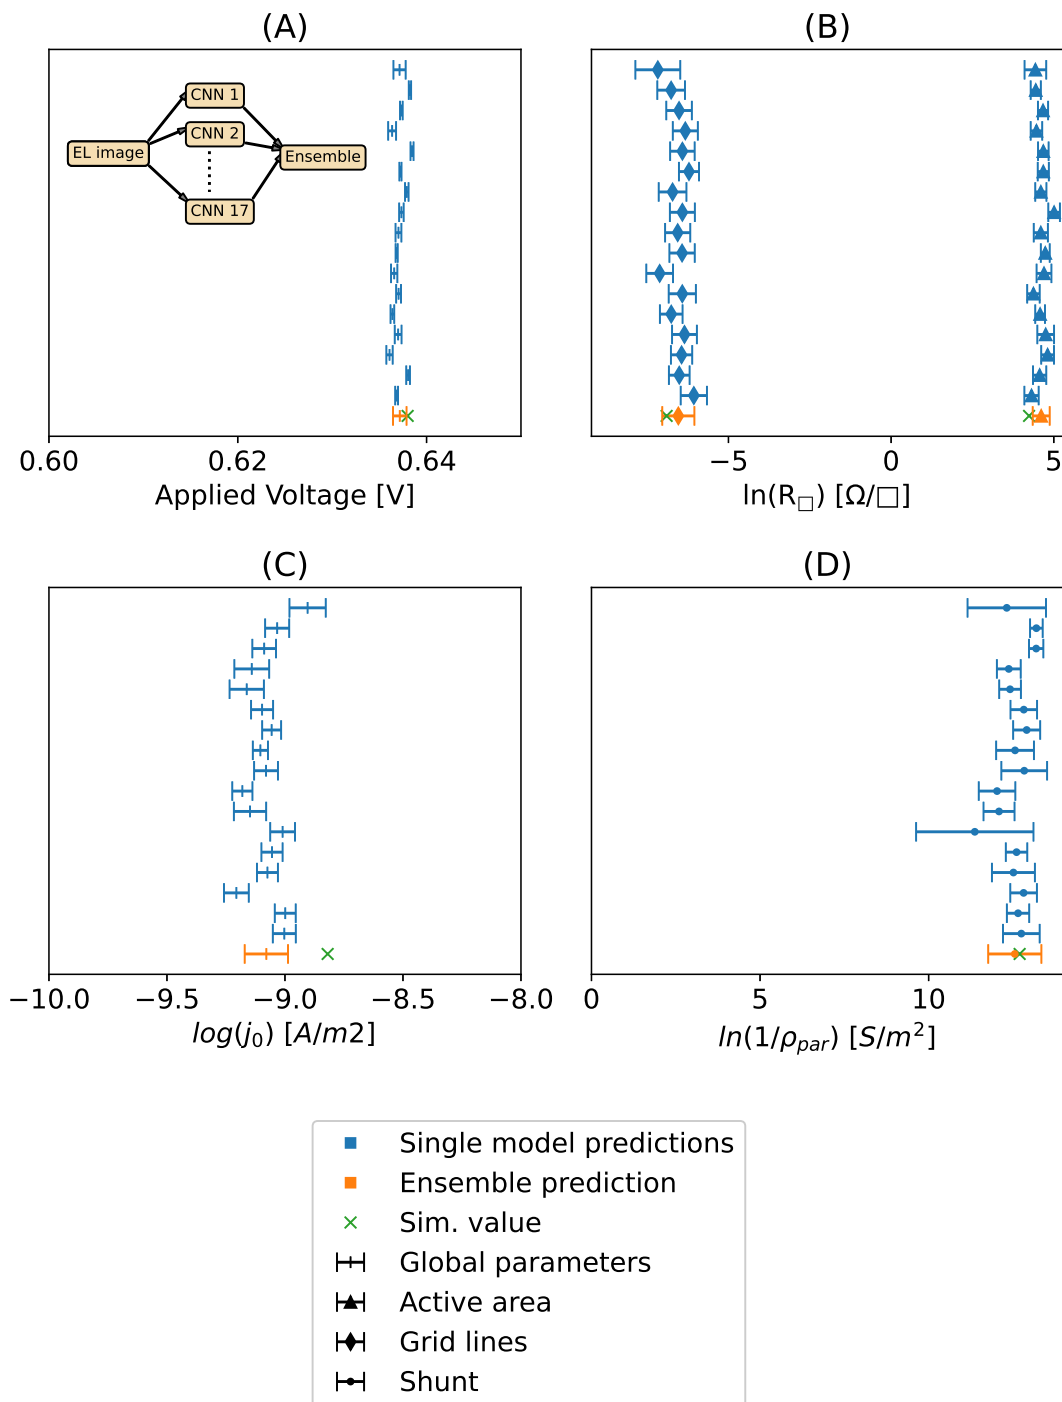 (A)
(B)
CNN 1
CNN 2
EL image
Ensemble
CNN 17
0.60 0.62 0.64
Applied Voltage [V]
−5 0 5
ln(R□) [Ω/□]
(C)
(D)
−10.0 −9.5 −9.0 −8.5 −8.0
log(j₀) [A/m2]
0 5 10
ln(1/ρ_par) [S/m²]
Single model predictions
Ensemble prediction
Sim. value
Global parameters
Active area
Grid lines
Shunt